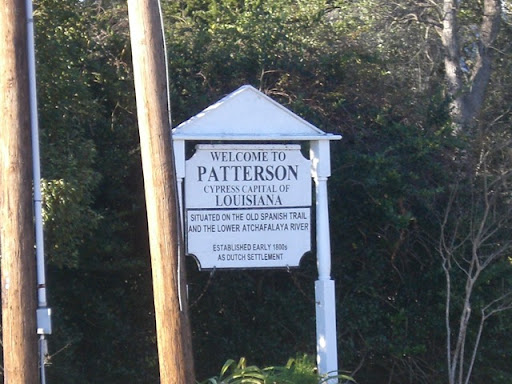 WELCOME TO
PATTERSON
CYPRESS CAPITAL OF
LOUISIANA
SITUATED ON THE OLD SPANISH TRAIL
AND THE LOWER ATCHAFALAYA RIVER
ESTABLISHED EARLY 1800s
AS DUTCH SETTLEMENT